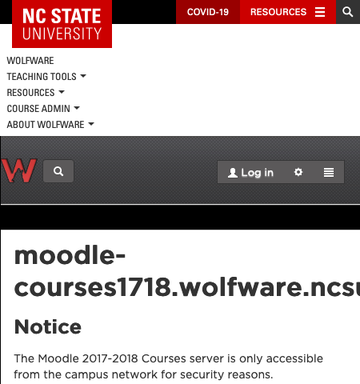 NC STATE
UNIVERSITY
COVID-19
RESOURCES
WOLFWARE
TEACHING TOOLS
RESOURCES
COURSE ADMIN
ABOUT WOLFWARE
W
Log in
moodle-
courses1718.wolfware.ncsu
Notice
The Moodle 2017-2018 Courses server is only accessible
from the campus network for security reasons.